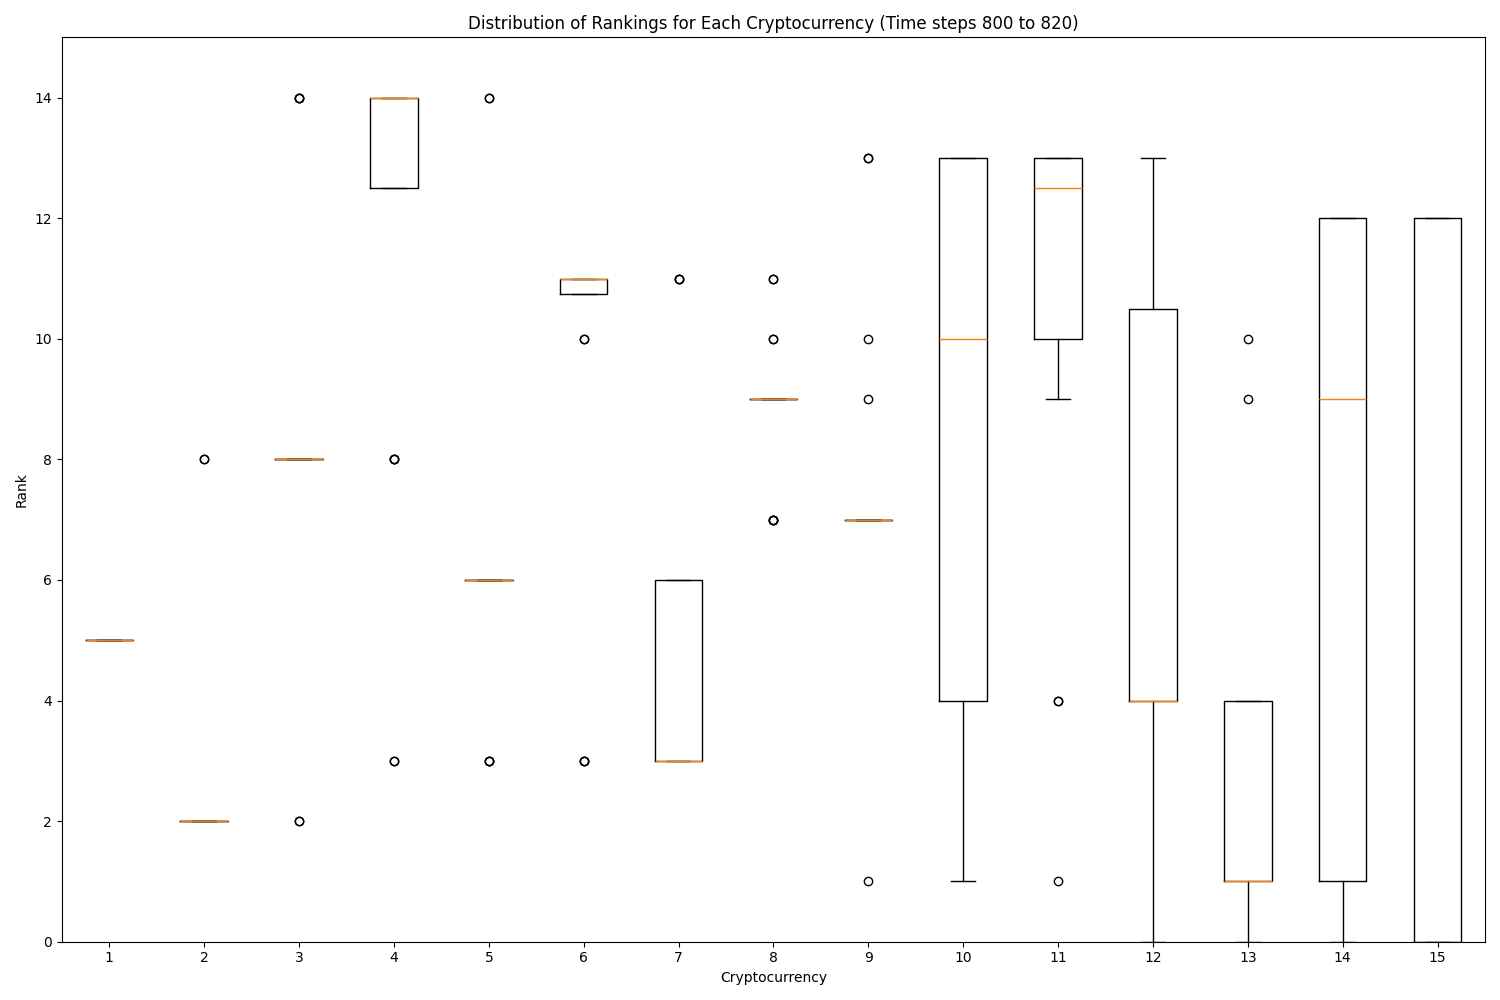 Distribution of Rankings for Each Cryptocurrency (Time steps 800 to 820)
14
12
10
8
6
4
2
0
Rank
1 2 3 4 5 6 7 8 9 10 11 12 13 14 15
Cryptocurrency